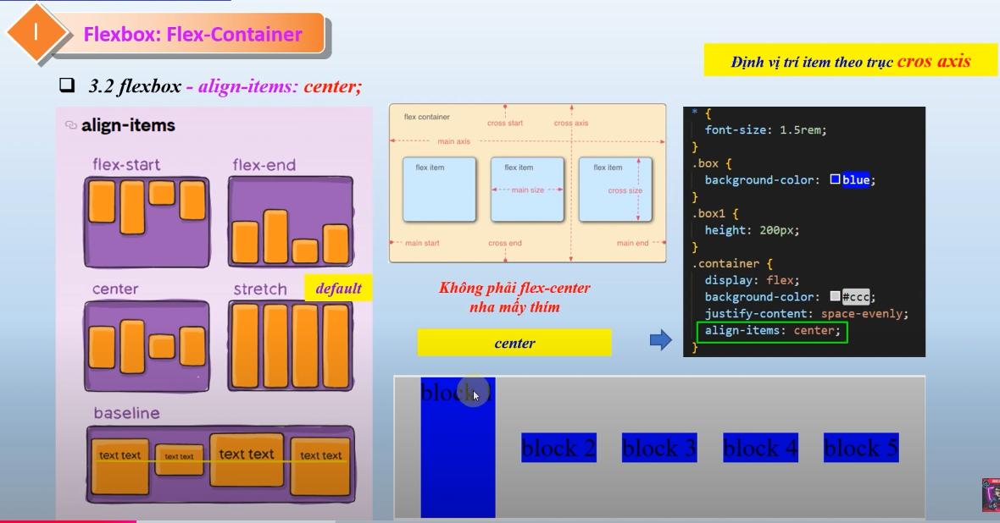 I
Flexbox: Flex-Container
Định vị trí item theo trục cros axis
3.2 flexbox - align-items: center;
align-items
flex-start
flex-end
center
stretch
default
baseline
text text
text text
text text
text text
flex container
cross start
cross axis
main axis
flex item
flex item
flex item
main size
cross size
main start
cross end
main end
Không phải flex-center
nha mấy thím
center
* {
font-size: 1.5rem;
}
.box {
background-color: blue;
}
.box1 {
height: 200px;
}
.container {
display: flex;
background-color: #ccc;
justify-content: space-evenly;
align-items: center;
}
block 1
block 2
block 3
block 4
block 5